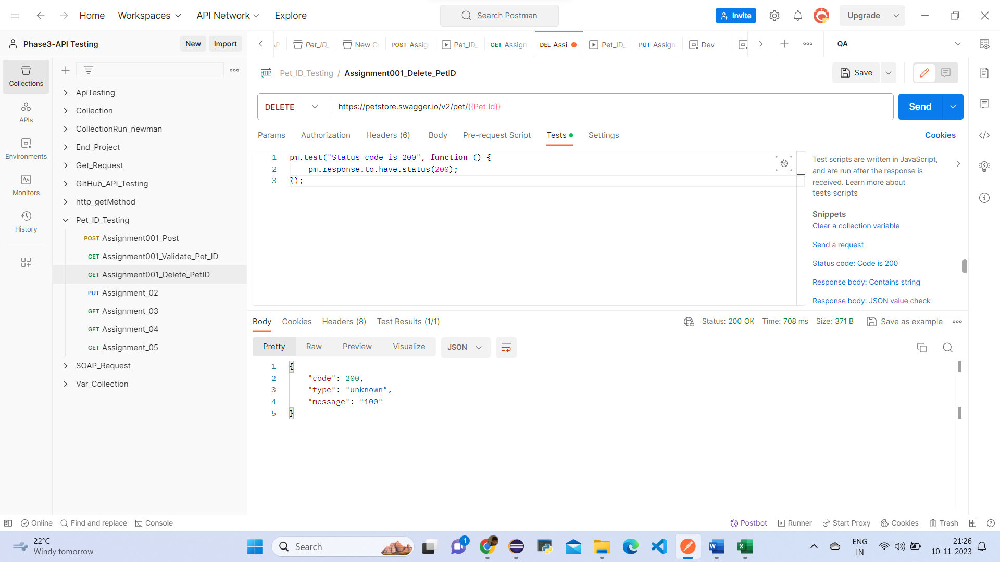 Home Workspaces API Network Explore Search Postman Invite Upgrade
Phase3-API Testing New Import
Pet_ID_ New C POST Assig Pet_ID_ GET Assign DEL Assi Pet_ID_ PUT Assign Dev QA
Collections
APIs
Environments
Monitors
History
ApiTesting
Collection
CollectionRun_newman
End_Project
Get_Request
GitHub_API_Testing
http_getMethod
Pet_ID_Testing
POST Assignment001_Post
GET Assignment001_Validate_Pet_ID
GET Assignment001_Delete_PetID
PUT Assignment_02
GET Assignment_03
GET Assignment_04
GET Assignment_05
SOAP_Request
Var_Collection
HTTP Pet_ID_Testing / Assignment001_Delete_PetID Save
DELETE https://petstore.swagger.io/v2/pet/{{Pet Id}} Send
Params Authorization Headers (6) Body Pre-request Script Tests Settings Cookies
1 pm.test("Status code is 200", function () {
2 pm.response.to.have.status(200);
3 });
Test scripts are written in JavaScript,
and are run after the response is
received. Learn more about
tests scripts
Snippets
Clear a collection variable
Send a request
Status code: Code is 200
Response body: Contains string
Response body: JSON value check
Body Cookies Headers (8) Test Results (1/1) Status: 200 OK Time: 708 ms Size: 371 B Save as example
Pretty Raw Preview Visualize JSON
1 {
2 "code": 200,
3 "type": "unknown",
4 "message": "100"
5 }
Online Find and replace Console Postbot Runner Start Proxy Cookies Trash
22°C
Windy tomorrow
Search
1
ENG
IN
21:26
10-11-2023